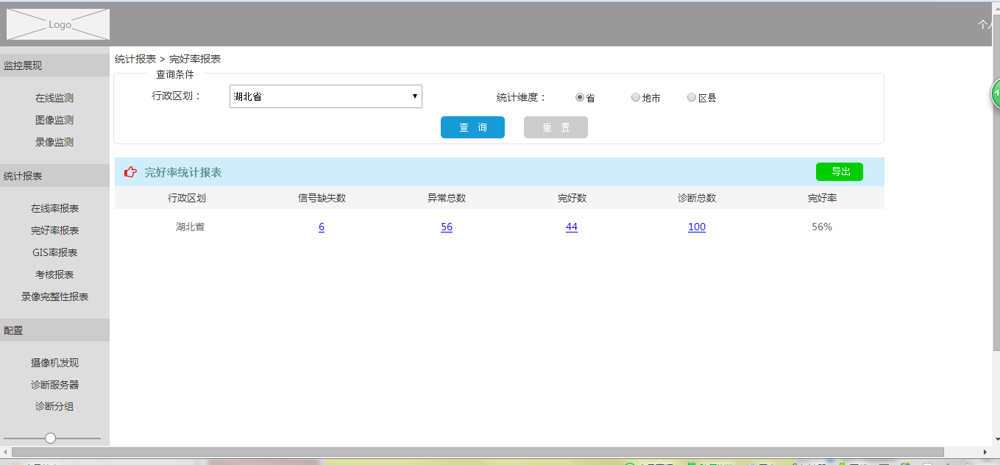 Logo
个人
监控展现
在线监测
图像监测
录像监测
统计报表
在线率报表
完好率报表
GIS率报表
考核报表
录像完整性报表
配置
摄像机发现
诊断服务器
诊断分组
统计报表 > 完好率报表
查询条件
行政区划： 湖北省 统计维度： 省 地市 区县
查 询 重 置
完好率统计报表 导出
行政区划 信号缺失数 异常总数 完好数 诊断总数 完好率
湖北省 6 56 44 100 56%